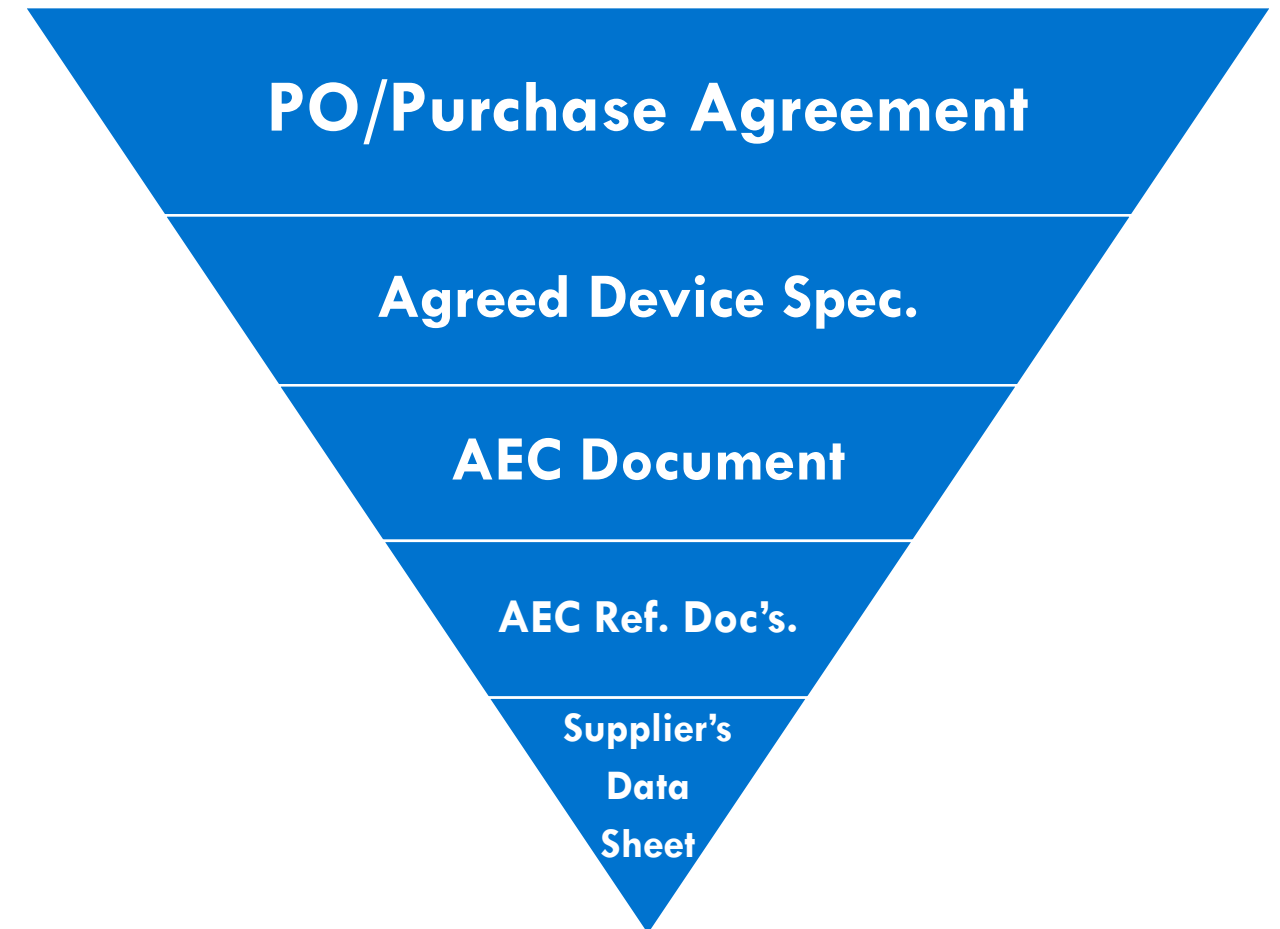 PO/Purchase Agreement
Agreed Device Spec.
AEC Document
AEC Ref. Doc’s.
Supplier’s
Data
Sheet